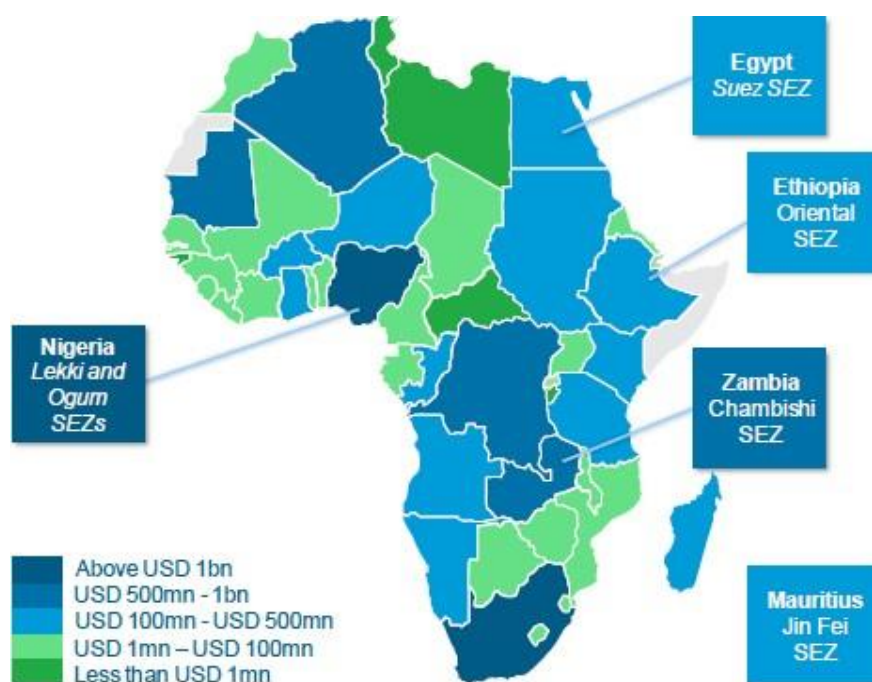 Egypt
Suez SEZ
Ethiopia
Oriental
SEZ
Nigeria
Lekki and
Ogum
SEZs
Zambia
Chambishi
SEZ
Mauritius
Jin Fei
SEZ
Above USD 1bn
USD 500mn - 1bn
USD 100mn - USD 500mn
USD 1mn – USD 100mn
Less than USD 1mn